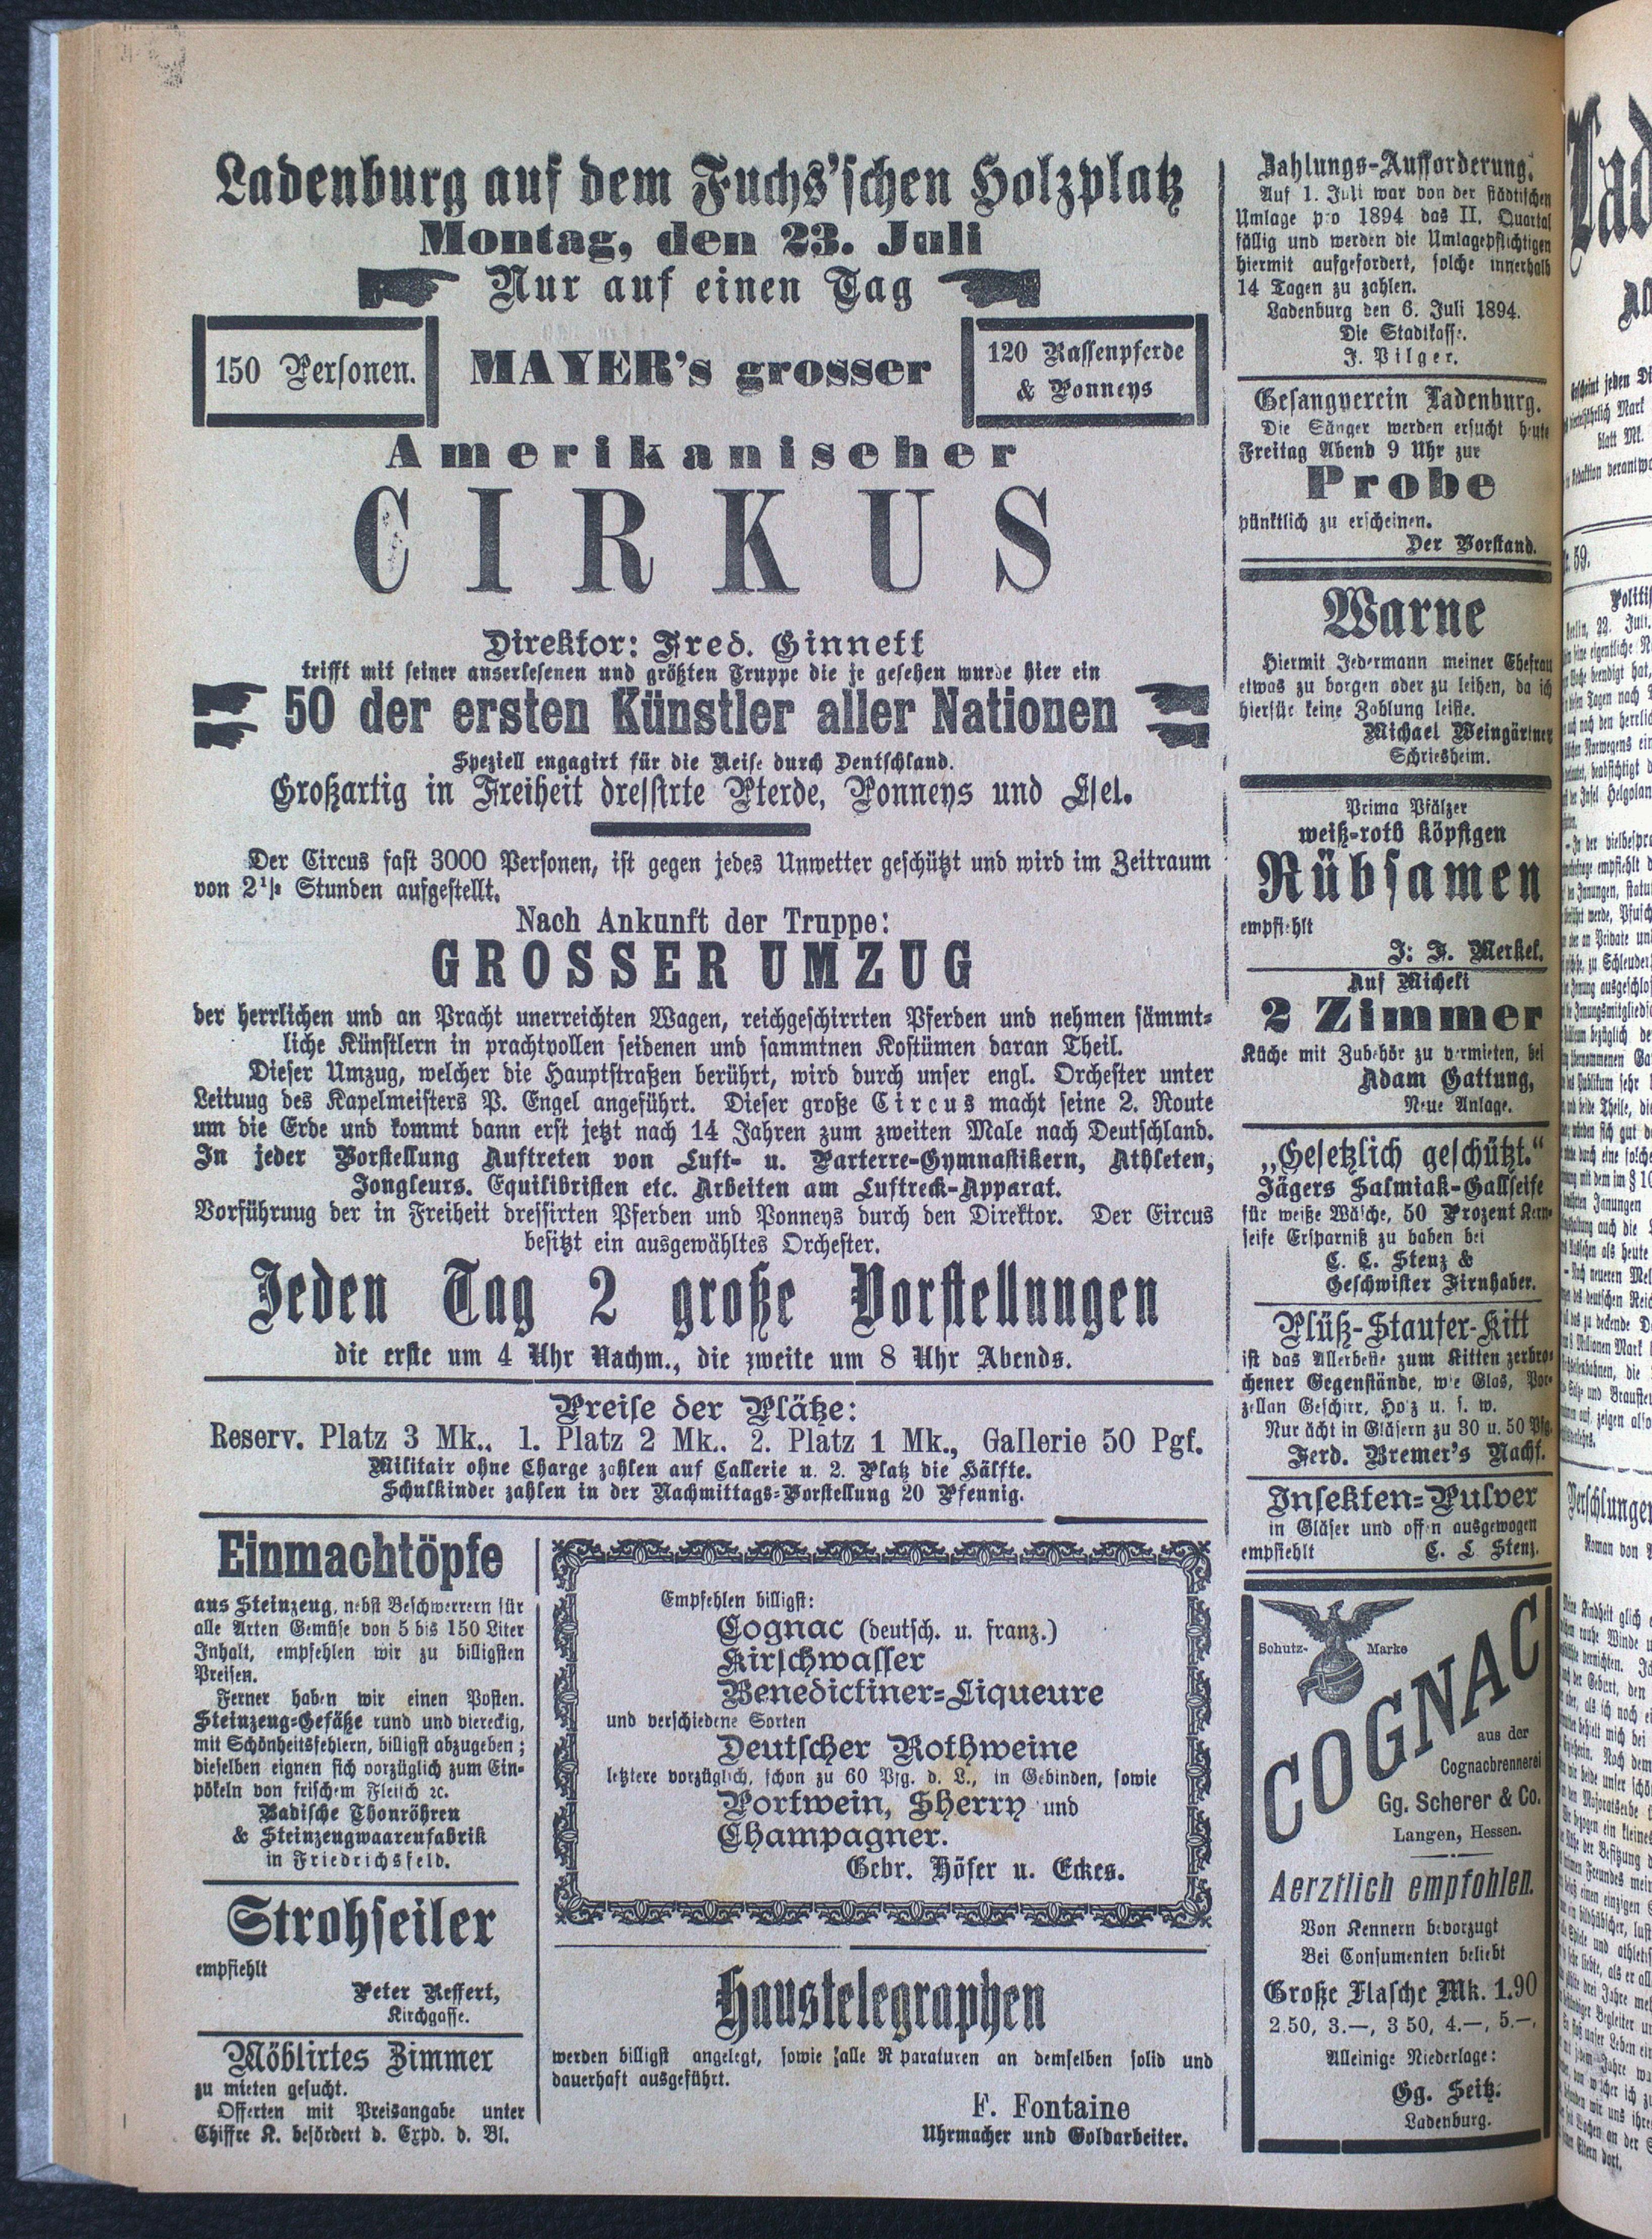 Ladenburg auf dem Fuchs'schen Holzplatz
Montag, den 23. Juli
Nur auf einen Tag
150 Personen.
MAYER's grosser
120 Rassenpferde
& Ponneys
Amerikanischer
CIRKUS
Direktor: Fred. Ginnett
trifft mit seiner auserlesenen und größten Truppe die je gesehen wurde hier ein
50 der ersten Künstler aller Nationen
Speziell engagirt für die Reise durch Deutschland.
Großartig in Freiheit dressirte Pferde, Ponneys und Esel.
Der Circus fast 3000 Personen, ist gegen jedes Unwetter geschützt und wird im Zeitraum
von 2½ Stunden aufgestellt.
Nach Ankunft der Truppe:
GROSSER UMZUG
der herrlichen und an Pracht unerreichten Wagen, reichgeschirrten Pferden und nehmen sämmt-
liche Künstlern in prachtvollen seidenen und sammtnen Kostümen daran Theil.
Dieser Umzug, welcher die Hauptstraßen berührt, wird durch unser engl. Orchester unter
Leituug des Kapelmeisters P. Engel angeführt. Dieser große Circus macht seine 2. Route
um die Erde und kommt dann erst jetzt nach 14 Jahren zum zweiten Male nach Deutschland.
In jeder Vorstellung Auftreten von Luft- u. Parterre-Gymnastikern, Athleten,
Jongleurs. Equilibristen etc. Arbeiten am Luftreck-Apparat.
Vorführuug der in Freiheit dressirten Pferden und Ponneys durch den Direktor. Der Circus
besitzt ein ausgewähltes Orchester.
Jeden Tag 2 große Vorstellungen
die erste um 4 Uhr Nachm., die zweite um 8 Uhr Abends.
Preise der Plätze:
Reserv. Platz 3 Mk., 1. Platz 2 Mk.. 2. Platz 1 Mk., Gallerie 50 Pgf.
Militair ohne Charge zahlen auf Gallerie u. 2. Platz die Hälfte.
Schulkinder zahlen in der Nachmittags-Vorstellung 20 Pfennig.
Einmachtöpfe
aus Steinzeug, nebst Beschwerrern für
alle Arten Gemüse von 5 bis 150 Liter
Inhalt, empfehlen wir zu billigsten
Preisen.
Ferner haben wir einen Posten.
Steinzeug-Gefäße rund und viereckig,
mit Schönheitsfehlern, billigst abzugeben;
dieselben eignen sich vorzüglich zum Ein-
pökeln von frischem Fleisch ꝛc.
Badische Thonröhren
& Steinzeugwaarenfabrik
in Friedrichsfeld.
Strohseiler
empfiehlt
Peter Reffert,
Kirchgasse.
Möblirtes Zimmer
zu mieten gesucht.
Offerten mit Preisangabe unter
Chiffre K. befördert d. Expd. d. Bl.
Empfehlen billigst:
Cognac (deutsch. u. franz.)
Kirschwasser
Benedictiner-Liqueure
und verschiedene Sorten
Deutscher Rothweine
letztere vorzüglich, schon zu 60 Pfg. d. L., in Gebinden, sowie
Portwein, Sherry und
Champagner.
Gebr. Höfer u. Eckes.
Haustelegraphen
werden billigst angelegt, sowie alle Reparaturen an demselben solid und
dauerhaft ausgeführt.
F. Fontaine
Uhrmacher und Goldarbeiter.
Zahlungs-Aufforderung.
Auf 1. Juli war von der städtischen
Umlage pro 1894 das II. Quartal
fällig und werden die Umlagepflichtigen
hiermit aufgefordert, solche innerhalb
14 Tagen zu zahlen.
Ladenburg den 6. Juli 1894.
Die Stadtkasse.
J. Pilger.
Gesangverein Ladenburg.
Die Sänger werden ersucht heute
Freitag Abend 9 Uhr zur
Probe
pünktlich zu erscheinen.
Der Vorstand.
Warne
Hiermit Jedermann meiner Ehefrau
etwas zu borgen oder zu leihen, da ich
hierfür keine Zahlung leiste.
Michael Weingärtner
Schriesheim.
Prima Pfälzer
weiß-roth köpfigen
Rübsamen
empfiehlt
J. F. Merkel.
Auf Micheli
2 Zimmer
Küche mit Zubehör zu vermieten, bei
Adam Gattung,
Neue Anlage.
„Gesetzlich geschützt."
Jägers Salmiak-Gallseife
für weiße Wäsche, 50 Prozent Kern-
seife Ersparniß zu haben bei
C. L. Stenz &
Geschwister Firnhaber.
Plüß-Staufer-Kitt
ist das Allerbeste zum Kitten zerbro-
chener Gegenstände, wie Glas, Por-
zellan Geschirr, Holz u. s. w.
Nur ächt in Gläsern zu 30 u. 50 Pfg.
Ferd. Bremer's Nachf.
Insekten-Pulver
in Gläser und offen ausgewogen
empfiehlt C. L Stenz.
Schutz-Marke
COGNAC
aus der
Cognacbrennerei
Gg. Scherer & Co.
Langen, Hessen.
Aerztlich empfohlen.
Von Kennern bevorzugt
Bei Consumenten beliebt
Große Flasche Mk. 1.90
2.50, 3.—, 3 50, 4.—, 5.—,
Alleinige Niederlage:
Gg. Seitz.
Ladenburg.